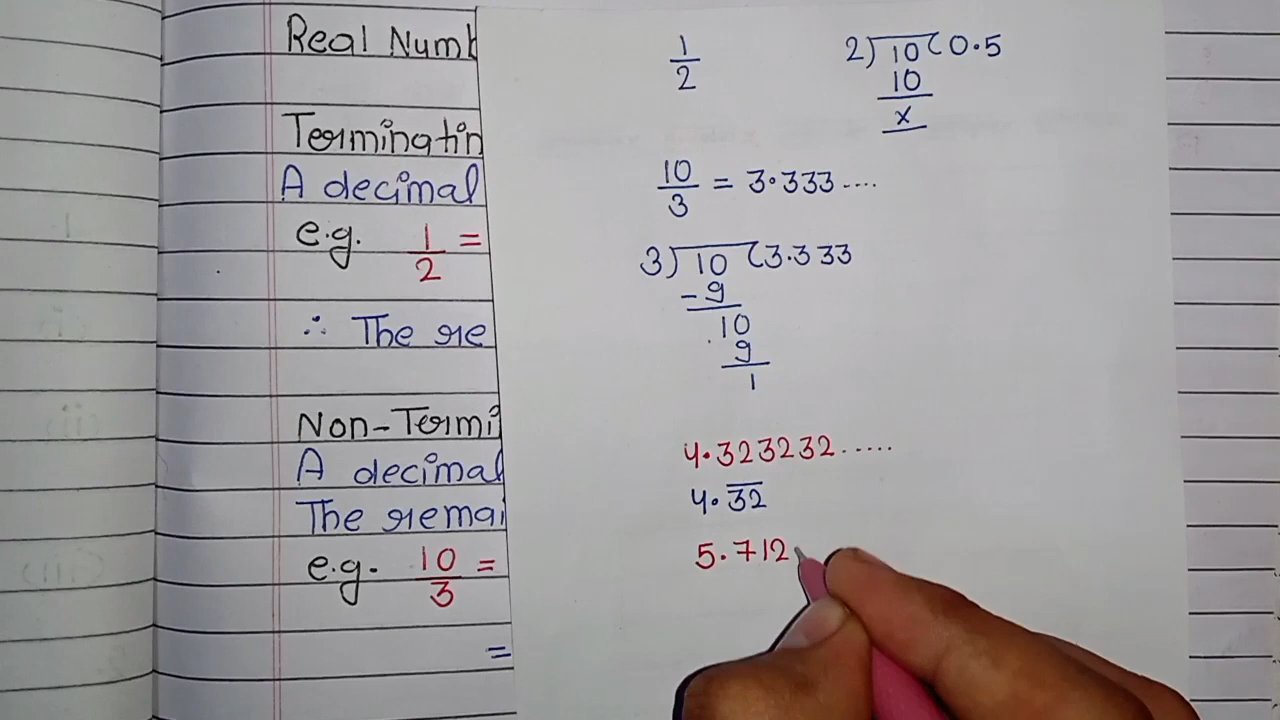 Real Numb
Terminatin
A decimal
e.g. 1/2 =
∴ The re
Non-Termi
A decimal
The remai
e.g. 10/3 =
=
1/2
2) 10 (0.5
10
x
10/3 = 3.333....
3) 10 (3.333
-9
10
9
1
4.323232.....
4.3̅2̅
5.712